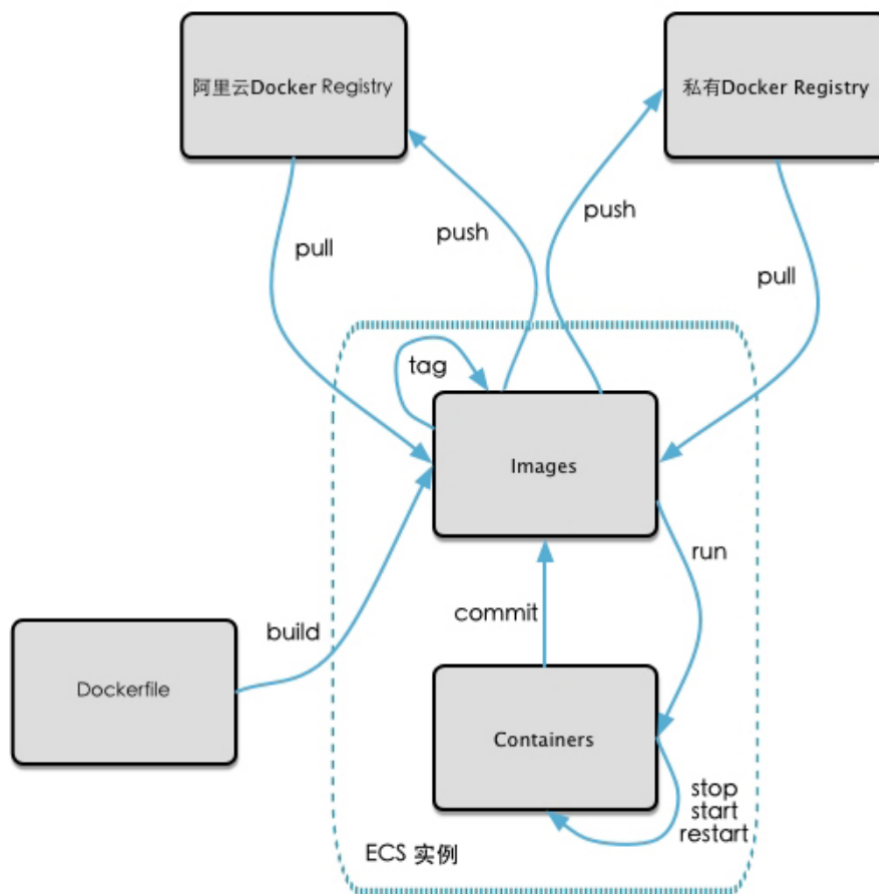 阿里云Docker Registry
私有Docker Registry
pull
push
push
pull
tag
Images
run
commit
build
Dockerfile
Containers
stop
start
restart
ECS 实例